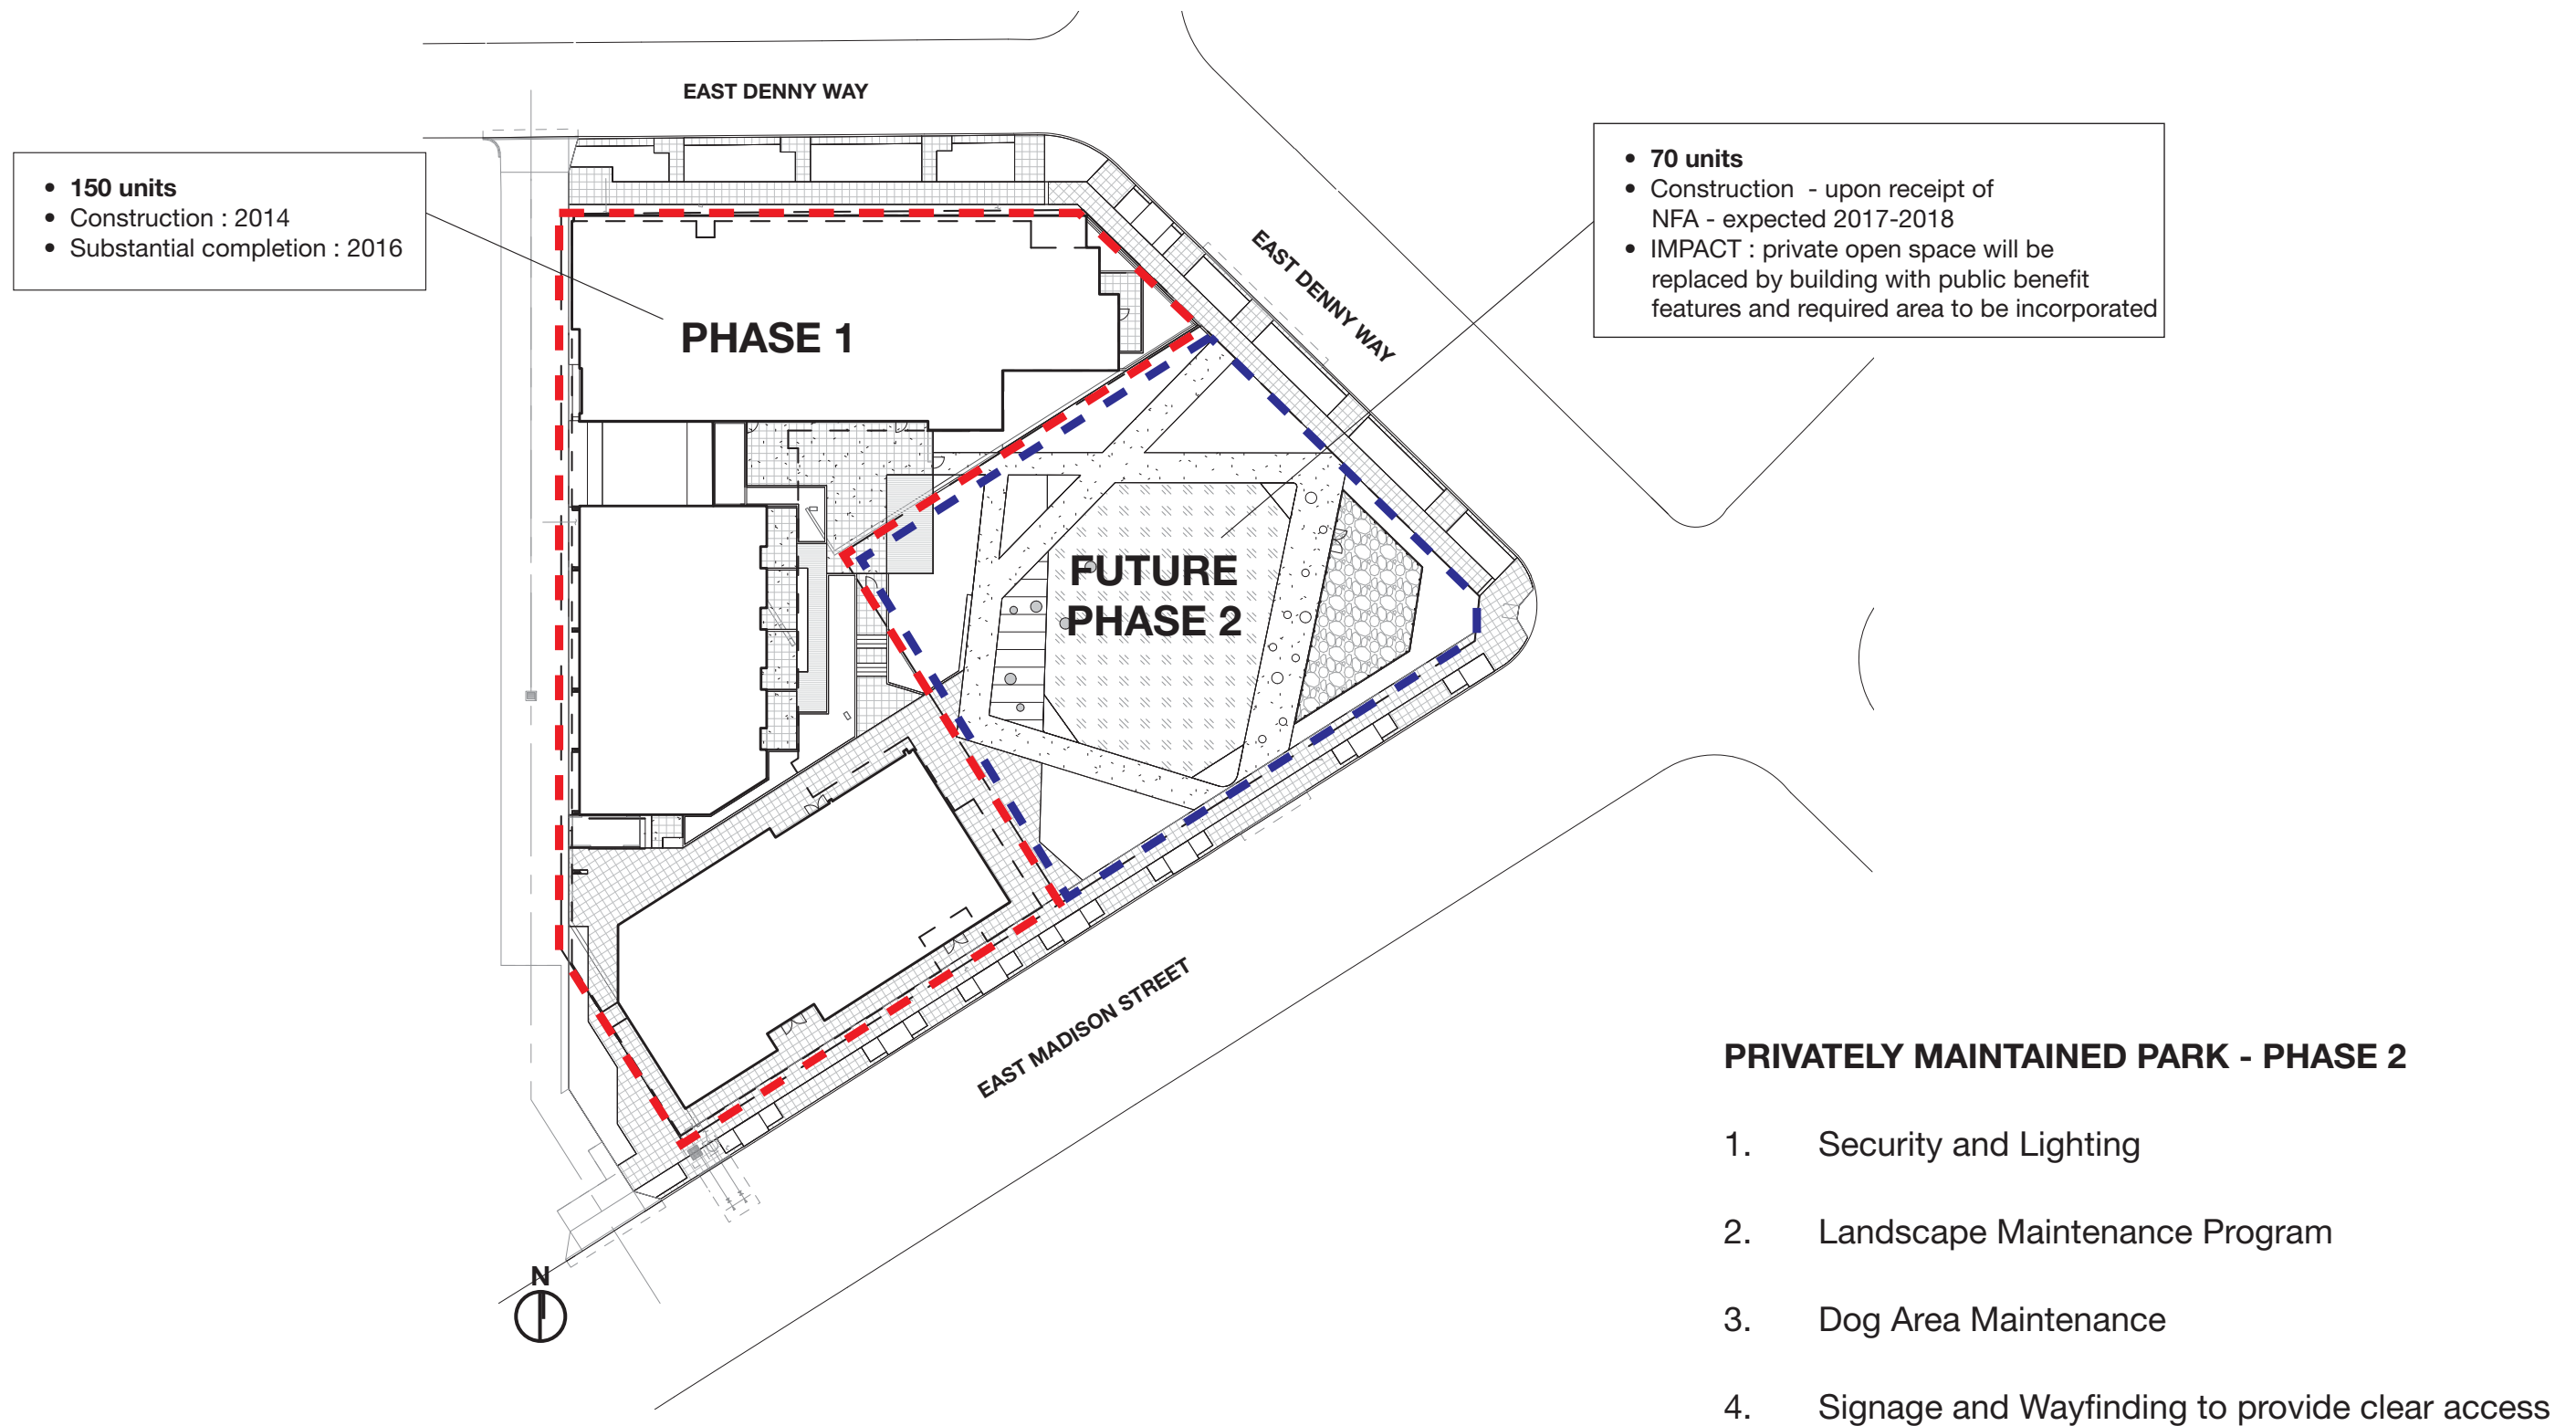 EAST DENNY WAY
• 150 units
• Construction : 2014
• Substantial completion : 2016
• 70 units
• Construction - upon receipt of
NFA - expected 2017-2018
• IMPACT : private open space will be
replaced by building with public benefit
features and required area to be incorporated
EAST DENNY WAY
PHASE 1
FUTURE
PHASE 2
EAST MADISON STREET
N
PRIVATELY MAINTAINED PARK - PHASE 2
1. Security and Lighting
2. Landscape Maintenance Program
3. Dog Area Maintenance
4. Signage and Wayfinding to provide clear access